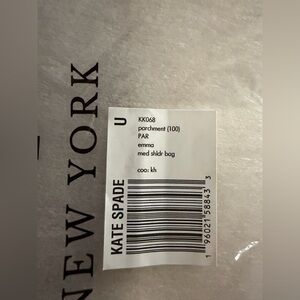 NEW YORK
KATE SPADE U
KK068
parchment (100)
PAR
emma
med shldr bag
coo: kh
1 96021 58843 3